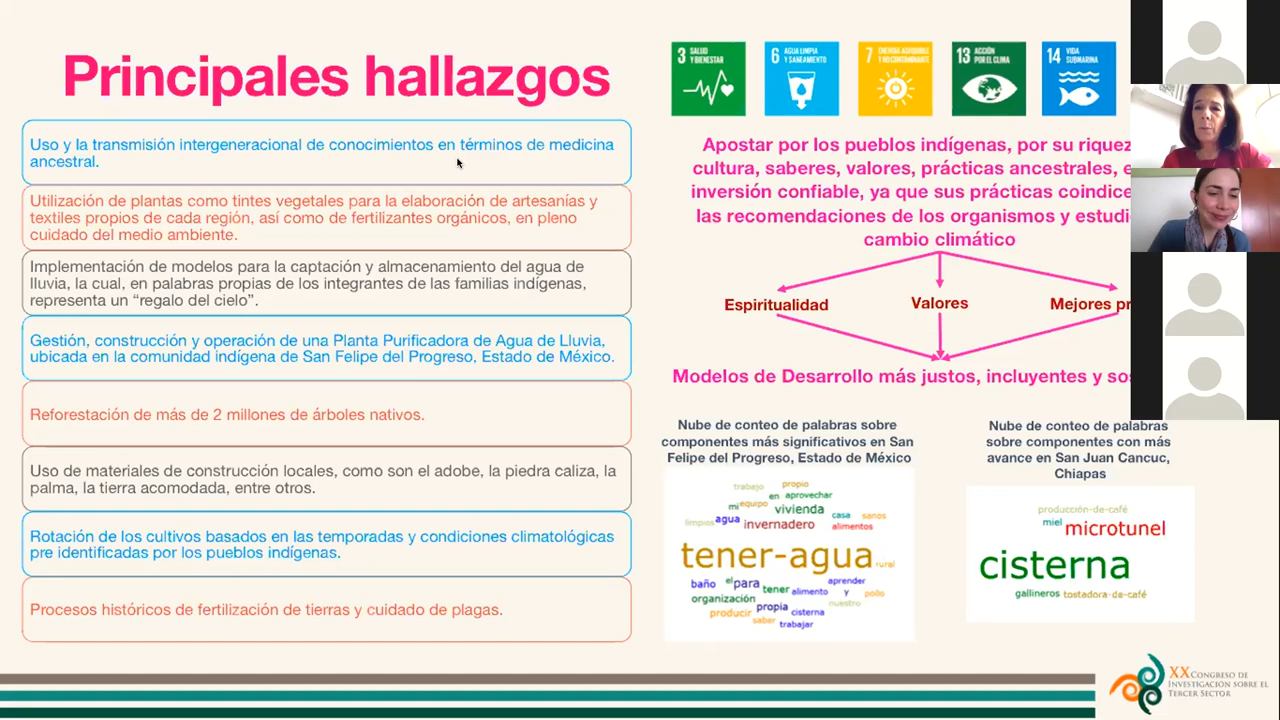 Principales hallazgos
Uso y la transmisión intergeneracional de conocimientos en términos de medicina
ancestral.
Utilización de plantas como tintes vegetales para la elaboración de artesanías y
textiles propios de cada región, así como de fertilizantes orgánicos, en pleno
cuidado del medio ambiente.
Implementación de modelos para la captación y almacenamiento del agua de
lluvia, la cual, en palabras propias de los integrantes de las familias indígenas,
representa un “regalo del cielo”.
Gestión, construcción y operación de una Planta Purificadora de Agua de Lluvia,
ubicada en la comunidad indígena de San Felipe del Progreso, Estado de México.
Reforestación de más de 2 millones de árboles nativos.
Uso de materiales de construcción locales, como son el adobe, la piedra caliza, la
palma, la tierra acomodada, entre otros.
Rotación de los cultivos basados en las temporadas y condiciones climatológicas
pre identificadas por los pueblos indígenas.
Procesos históricos de fertilización de tierras y cuidado de plagas.
3 SALUD
Y BIENESTAR
6 AGUA LIMPIA
Y SANEAMIENTO
7 ENERGÍA ASEQUIBLE
Y NO CONTAMINANTE
13 ACCIÓN
POR EL CLIMA
14 VIDA
SUBMARINA
Apostar por los pueblos indígenas, por su riquez
cultura, saberes, valores, prácticas ancestrales, e
inversión confiable, ya que sus prácticas coindice
las recomendaciones de los organismos y estudi
cambio climático
Espiritualidad
Valores
Mejores pr
Modelos de Desarrollo más justos, incluyentes y sos
Nube de conteo de palabras sobre
componentes más significativos en San
Felipe del Progreso, Estado de México
trabajo propio
en aprovechar
mi equipo vivienda casa sanos
limpios agua invernadero alimentos
tener-agua rural
baño el para tener alimento aprender
organización y pollo
producir propia cisterna nuestro
saber trabajar
Nube de conteo de palabras
sobre componentes con más
avance en San Juan Cancuc,
Chiapas
producción-de-café
miel microtunel
cisterna
gallineros tostadora-de-café
XX CONGRESO DE
INVESTIGACIÓN SOBRE EL
TERCER SECTOR